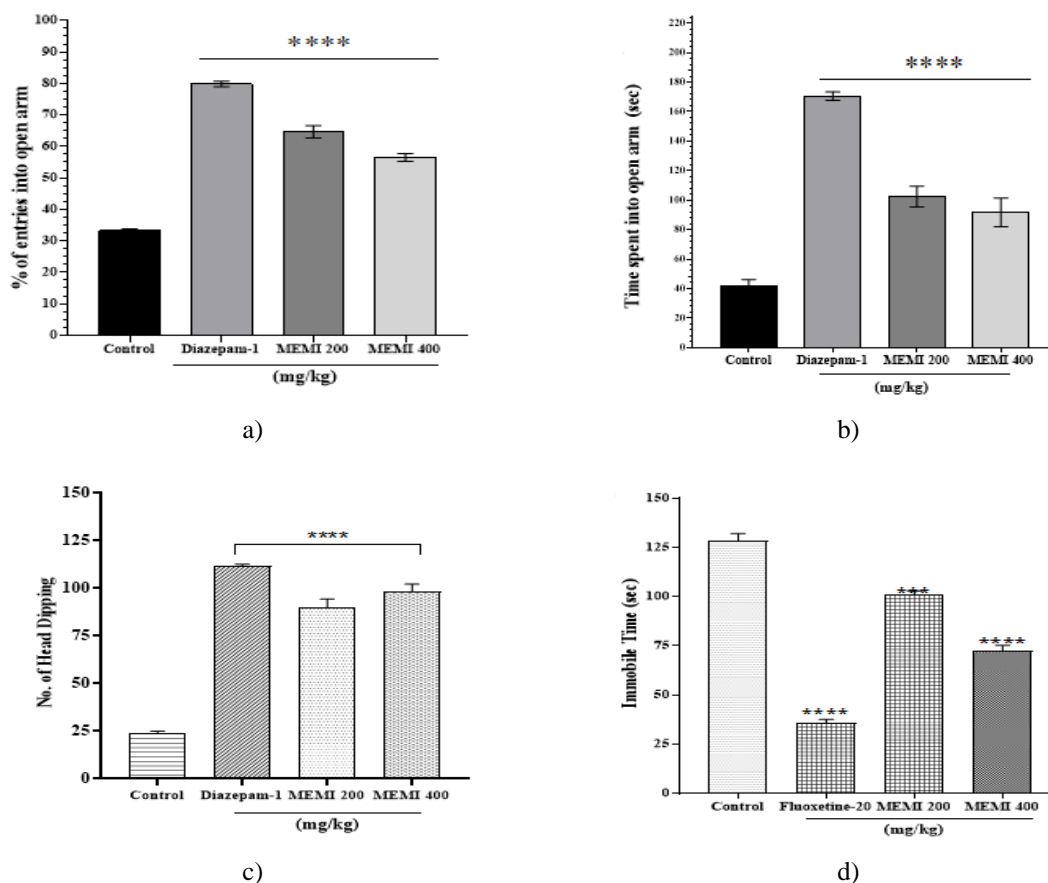 100
90
80
70
60
50
40
30
20
10
0
% of entries into open arm
****
Control Diazepam-1 MEMI 200 MEMI 400
(mg/kg)
a)
220
200
180
160
140
120
100
80
60
40
20
0
Time spent into open arm (sec)
****
Control Diazepam-1 MEMI 200 MEMI 400
(mg/kg)
b)
150
125
100
75
50
25
0
No. of Head Dipping
****
Control Diazepam-1 MEMI 200 MEMI 400
(mg/kg)
c)
150
125
100
75
50
25
0
Immobile Time (sec)
****
***
****
Control Fluoxetine-20 MEMI 200 MEMI 400
(mg/kg)
d)